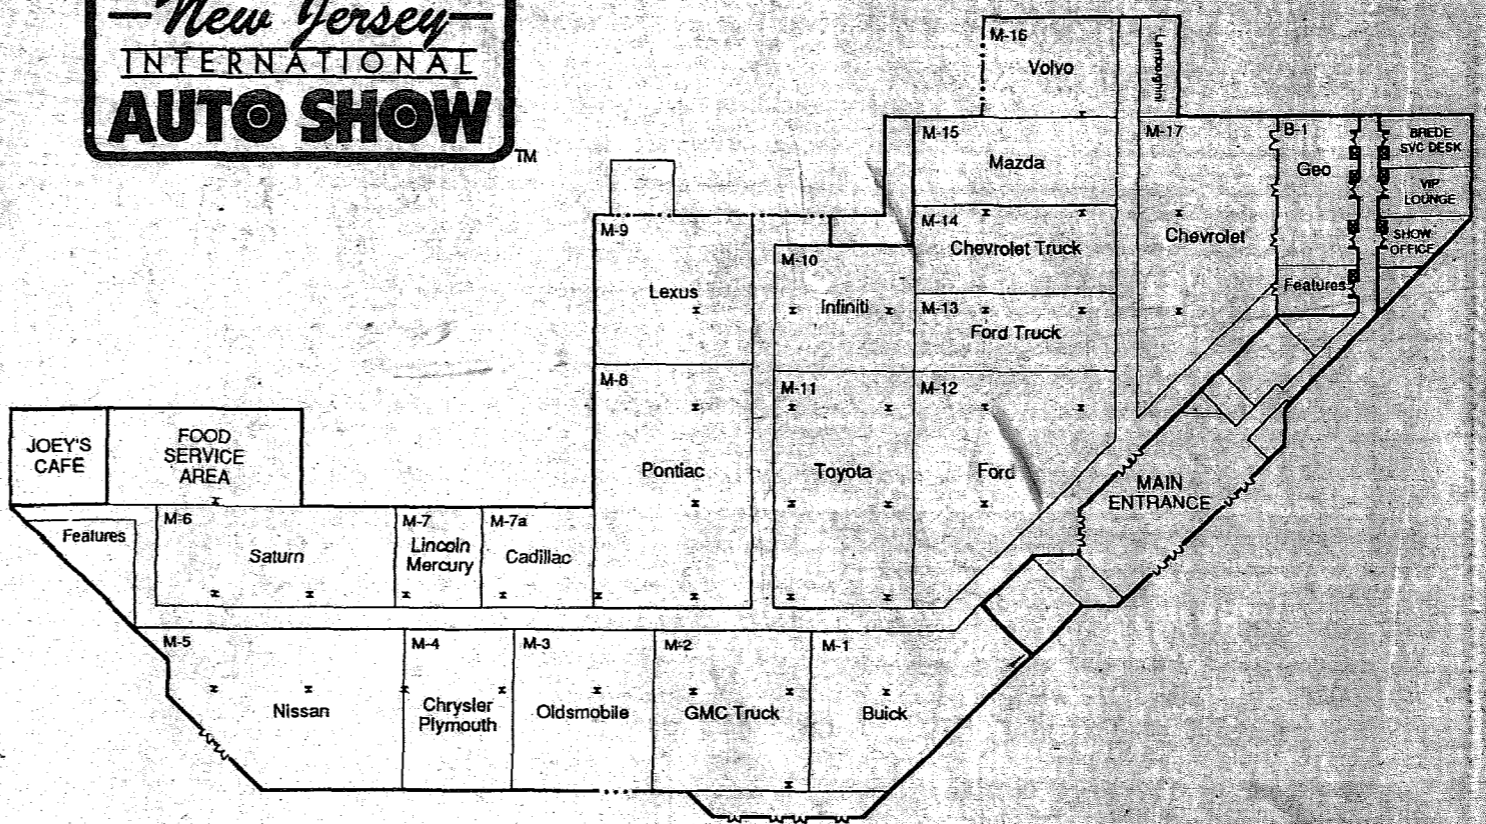 New Jersey
INTERNATIONAL
AUTO SHOW
TM
M-16
Volvo
Lamborghini
M-15
Mazda
M-17
Chevrolet
B-1
Geo
Features
BREDE
SVC DESK
VIP
LOUNGE
SHOW
OFFICE
M-14
Chevrolet Truck
M-9
Lexus
M-10
Infiniti
M-13
Ford Truck
M-8
Pontiac
M-11
Toyota
M-12
Ford
MAIN
ENTRANCE
JOEY'S
CAFE
FOOD
SERVICE
AREA
Features
M-6
Saturn
M-7
Lincoln
Mercury
M-7a
Cadillac
M-5
Nissan
M-4
Chrysler
Plymouth
M-3
Oldsmobile
M-2
GMC Truck
M-1
Buick